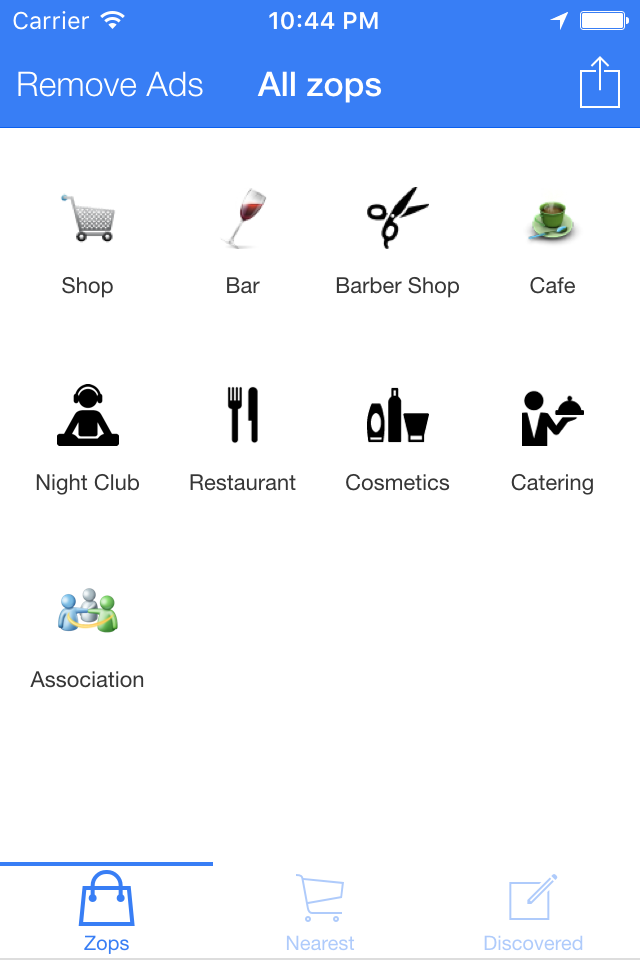 Carrier 10:44 PM
Remove Ads All zops
Shop Bar Barber Shop Cafe
Night Club Restaurant Cosmetics Catering
Association
Zops Nearest Discovered